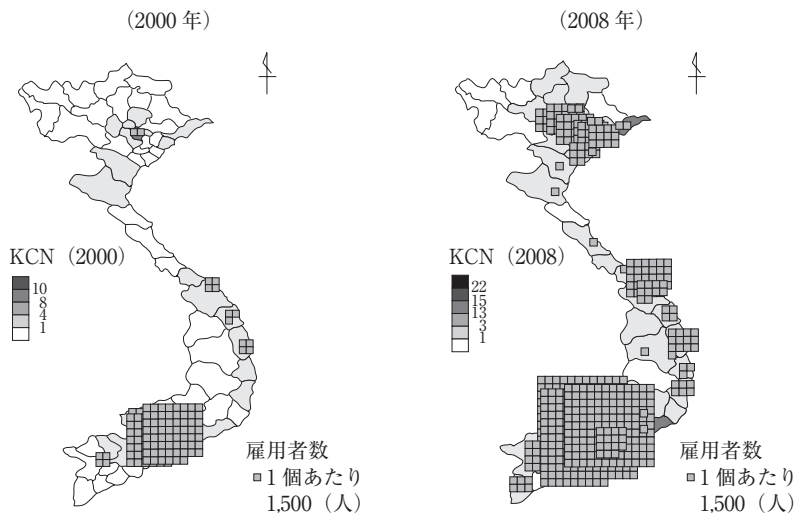 (2000 年)
(2008 年)
KCN (2000)
10
8
4
1
KCN (2008)
22
15
13
3
1
雇用者数
1 個あたり
1,500 (人)
雇用者数
1 個あたり
1,500 (人)